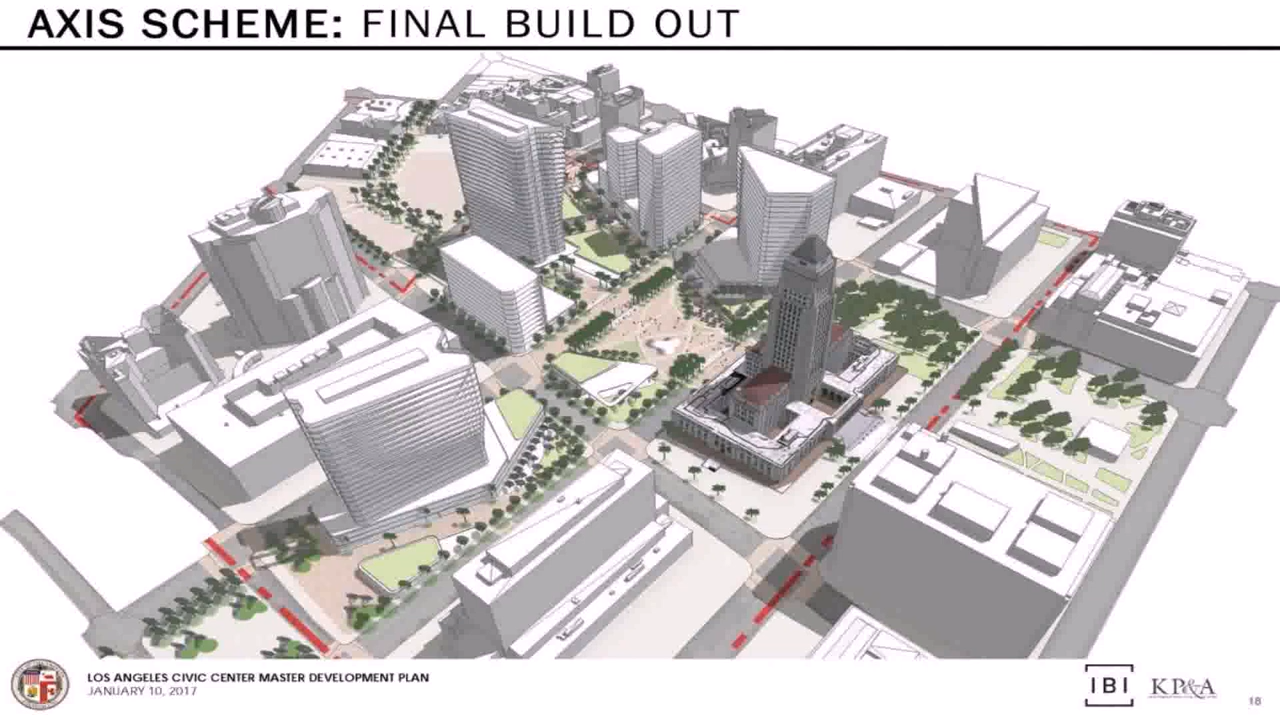 AXIS SCHEME: FINAL BUILD OUT
LOS ANGELES CIVIC CENTER MASTER DEVELOPMENT PLAN
JANUARY 10, 2017
IBI
KP&A
18